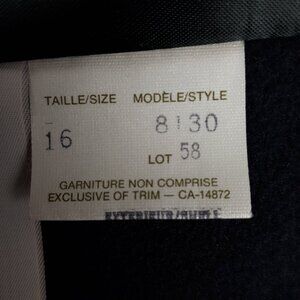 TAILLE/SIZE MODÈLE/STYLE
16 8130
LOT 58
GARNITURE NON COMPRISE
EXCLUSIVE OF TRIM — CA-14872